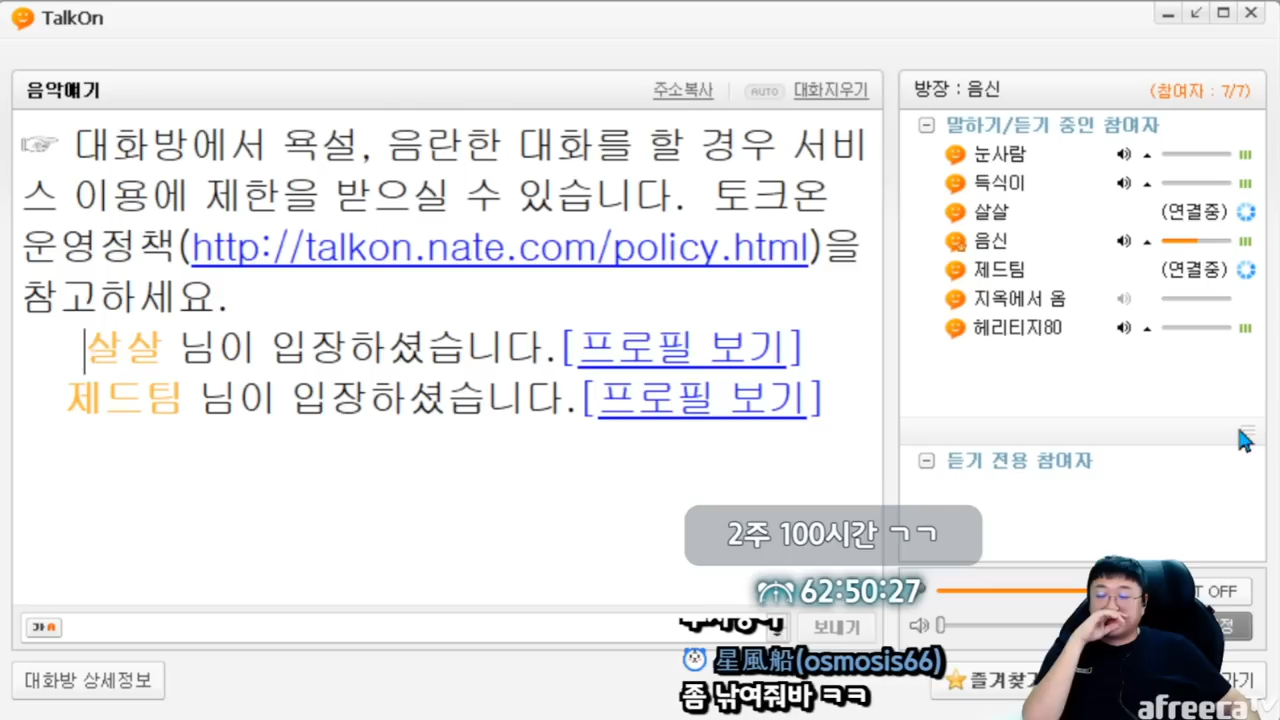 TalkOn
음악얘기
주소복사
AUTO
대화지우기
☞ 대화방에서 욕설, 음란한 대화를 할 경우 서비
스 이용에 제한을 받으실 수 있습니다. 토크온
운영정책(http://talkon.nate.com/policy.html)을
참고하세요.
살살 님이 입장하셨습니다.[프로필 보기]
제드팀 님이 입장하셨습니다.[프로필 보기]
가A
보내기
대화방 상세정보
방장 : 음신
(참여자 : 7/7)
말하기/듣기 중인 참여자
눈사람
득식이
살살 (연결중)
음신
제드팀 (연결중)
지옥에서 옴
헤리티지80
듣기 전용 참여자
2주 100시간 ㄱㄱ
62:50:27
OFF
星風船(osmosis66)
좀 낚여줘바 ㅋㅋ
즐겨찾기
afreecaTV